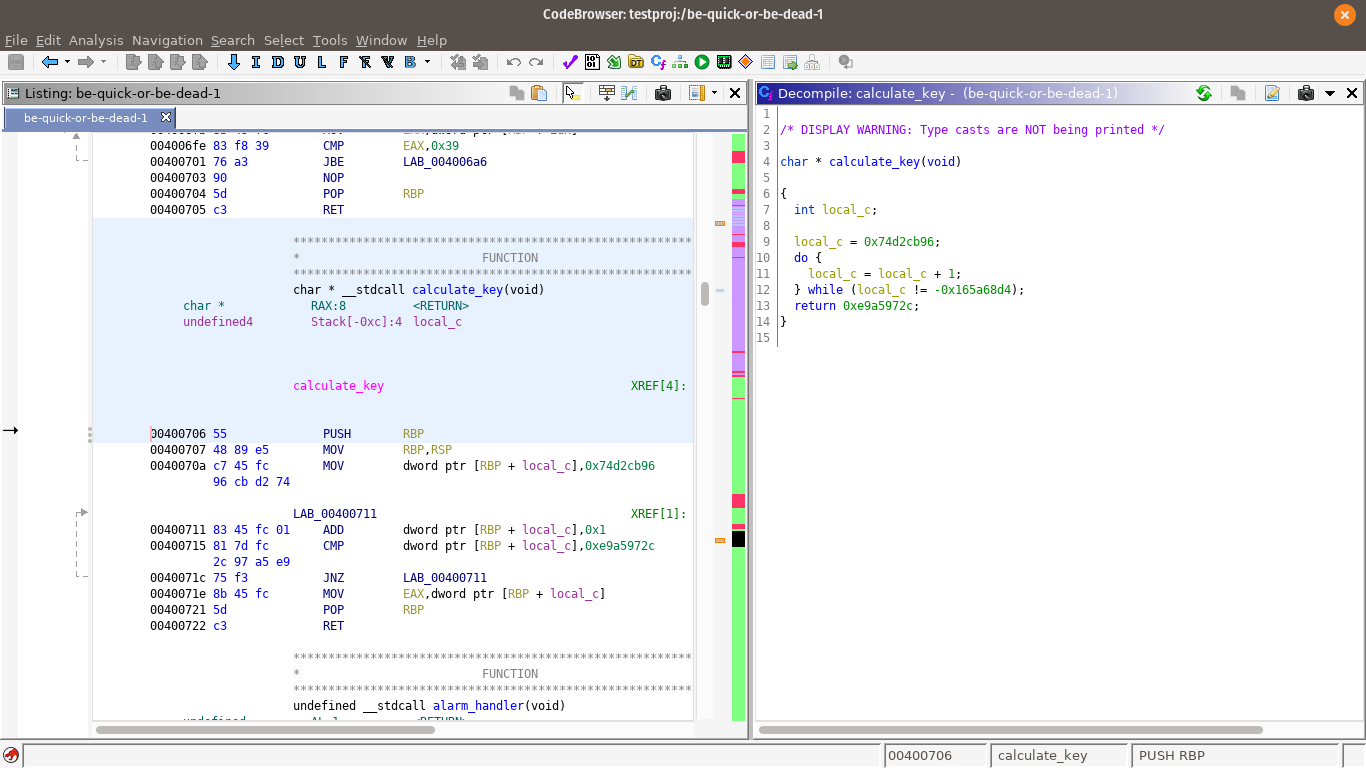 CodeBrowser: testproj:/be-quick-or-be-dead-1
File Edit Analysis Navigation Search Select Tools Window Help
I D U L F B
Listing: be-quick-or-be-dead-1
be-quick-or-be-dead-1
004006fe 83 f8 39 CMP EAX,0x39
00400701 76 a3 JBE LAB_004006a6
00400703 90 NOP
00400704 5d POP RBP
00400705 c3 RET
*********************************************************
* FUNCTION
*********************************************************
char * __stdcall calculate_key(void)
char * RAX:8 <RETURN>
undefined4 Stack[-0xc]:4 local_c
calculate_key XREF[4]:
00400706 55 PUSH RBP
00400707 48 89 e5 MOV RBP,RSP
0040070a c7 45 fc MOV dword ptr [RBP + local_c],0x74d2cb96
96 cb d2 74
LAB_00400711 XREF[1]:
00400711 83 45 fc 01 ADD dword ptr [RBP + local_c],0x1
00400715 81 7d fc CMP dword ptr [RBP + local_c],0xe9a5972c
2c 97 a5 e9
0040071c 75 f3 JNZ LAB_00400711
0040071e 8b 45 fc MOV EAX,dword ptr [RBP + local_c]
00400721 5d POP RBP
00400722 c3 RET
*********************************************************
* FUNCTION
*********************************************************
undefined __stdcall alarm_handler(void)
Decompile: calculate_key - (be-quick-or-be-dead-1)
1
2 /* DISPLAY WARNING: Type casts are NOT being printed */
3
4 char * calculate_key(void)
5
6 {
7 int local_c;
8
9 local_c = 0x74d2cb96;
10 do {
11 local_c = local_c + 1;
12 } while (local_c != -0x165a68d4);
13 return 0xe9a5972c;
14 }
15
00400706 calculate_key PUSH RBP